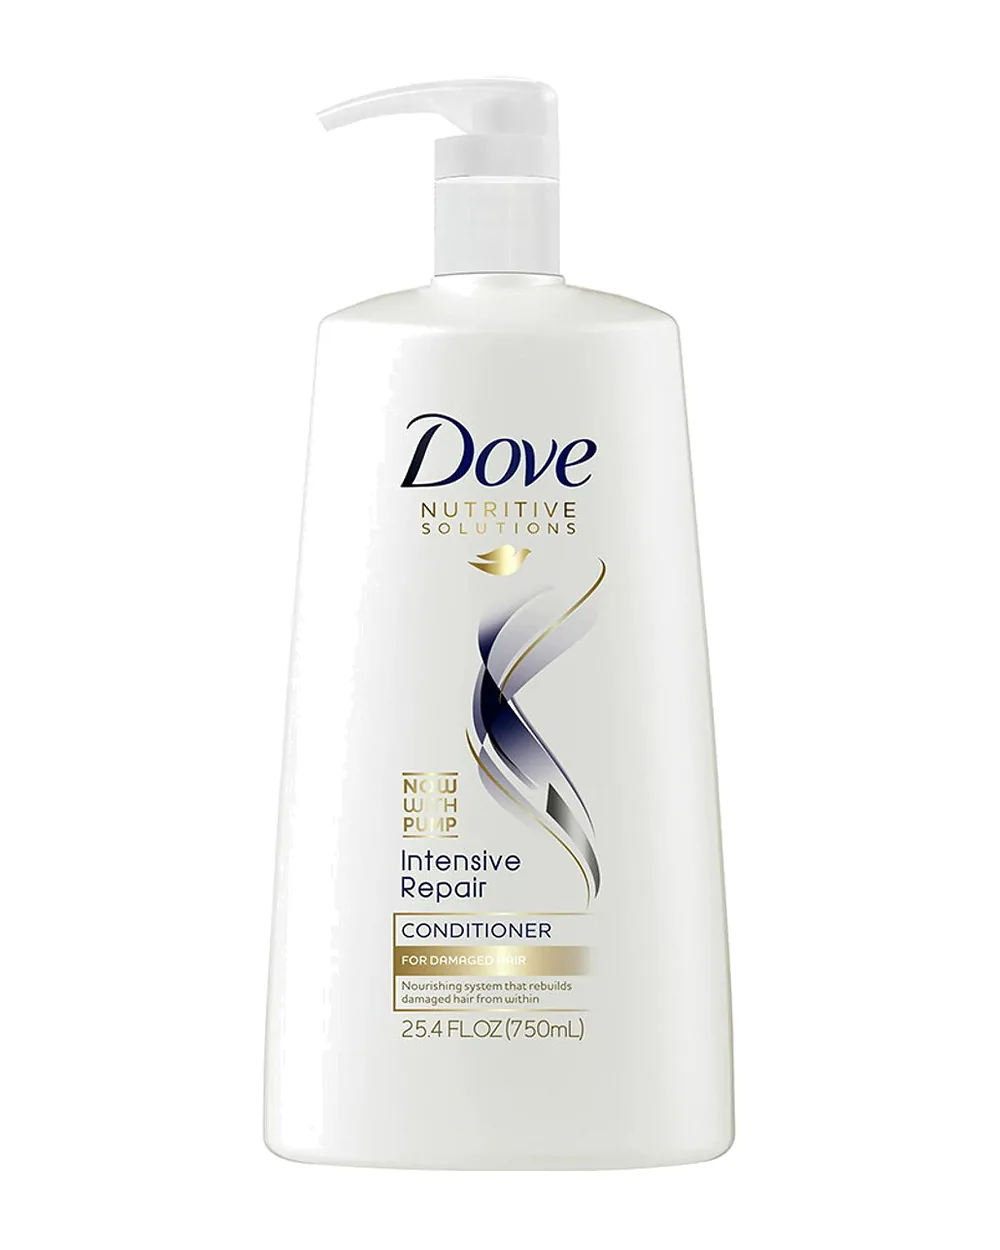 Dove
NUTRITIVE
SOLUTIONS
NOW
WITH
PUMP
Intensive
Repair
CONDITIONER
FOR DAMAGED HAIR
Nourishing system that rebuilds
damaged hair from within
25.4 FL.OZ (750mL)